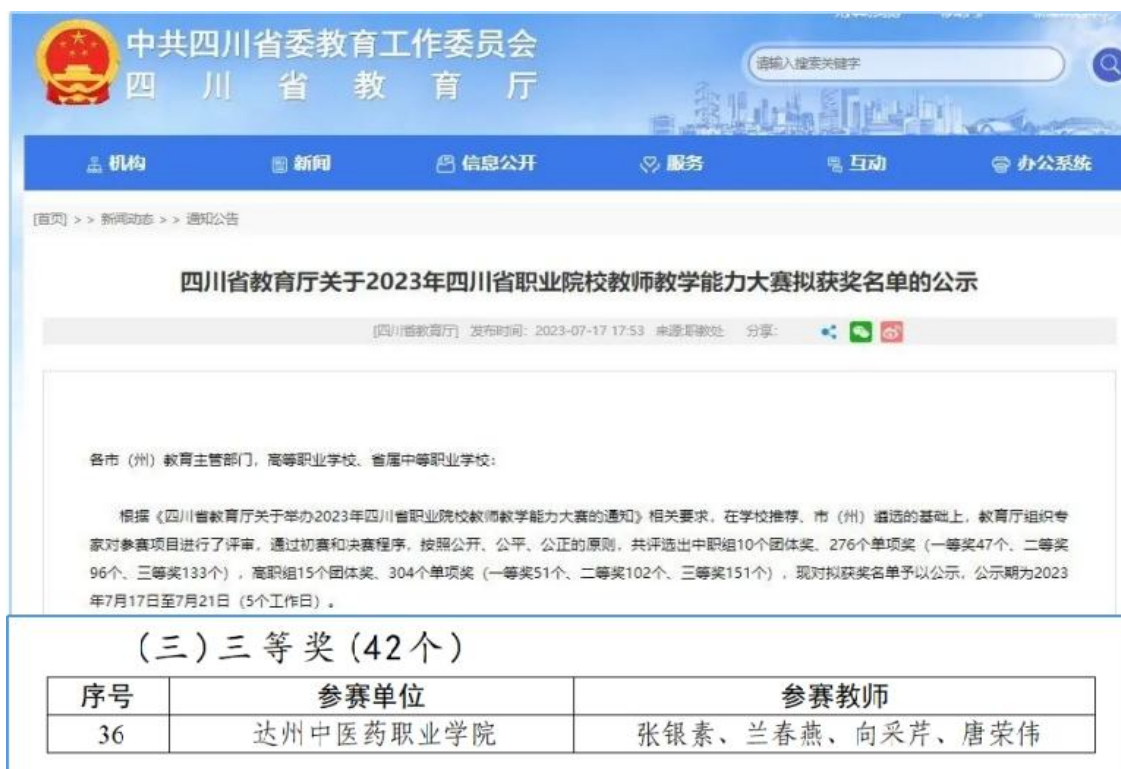 中共四川省委教育工作委员会
四川省教育厅
请输入搜索关键字
机构 新闻 信息公开 服务 互动 办公系统
[首页] > > 新闻动态 > > 通知公告
四川省教育厅关于2023年四川省职业院校教师教学能力大赛拟获奖名单的公示
[四川省教育厅] 发布时间：2023-07-17 17:53 来源:职教处 分享：
各市（州）教育主管部门，高等职业学校、省属中等职业学校：
根据《四川省教育厅关于举办2023年四川省职业院校教师教学能力大赛的通知》相关要求，在学校推荐、市（州）遴选的基础上，教育厅组织专
家对参赛项目进行了评审，通过初赛和决赛程序，按照公开、公平、公正的原则，共评选出中职组10个团体奖、276个单项奖（一等奖47个、二等奖
96个、三等奖133个），高职组15个团体奖、304个单项奖（一等奖51个、二等奖102个、三等奖151个），现对拟获奖名单予以公示，公示期为2023
年7月17日至7月21日（5个工作日）。
(三)三等奖(42个)
序号 参赛单位 参赛教师
36 达州中医药职业学院 张银素、兰春燕、向采芹、唐荣伟